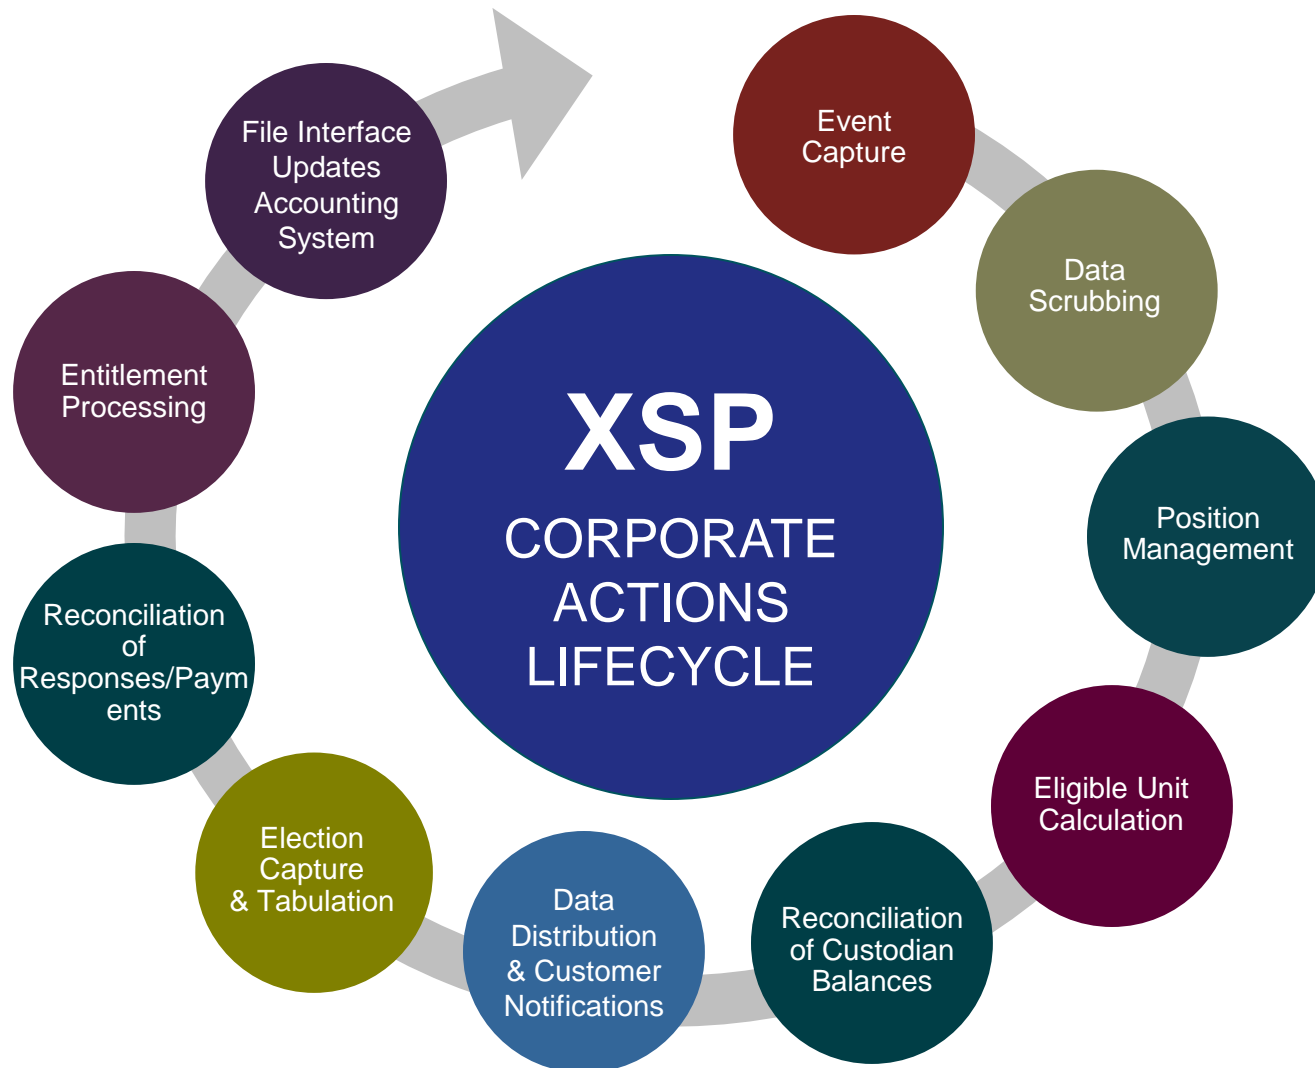 XSP
CORPORATE
ACTIONS
LIFECYCLE
Event
Capture
Data
Scrubbing
Position
Management
Eligible Unit
Calculation
Reconciliation
of Custodian
Balances
Data
Distribution
& Customer
Notifications
Election
Capture
& Tabulation
Reconciliation
of
Responses/Paym
ents
Entitlement
Processing
File Interface
Updates
Accounting
System